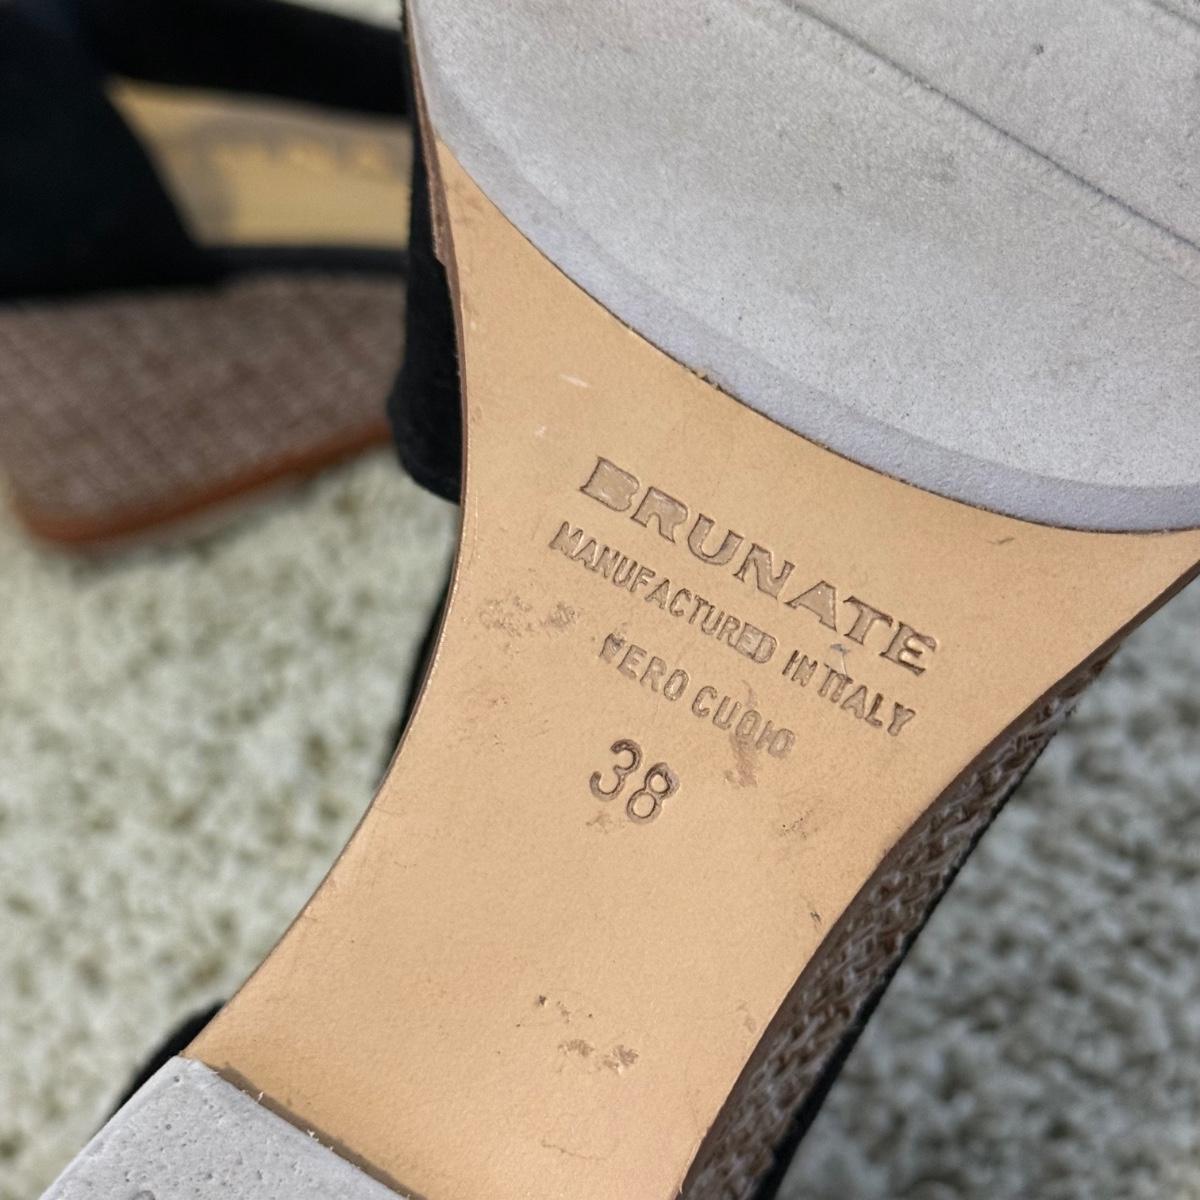 BRUNATE
MANUFACTURED IN ITALY
VERO CUOIO
38